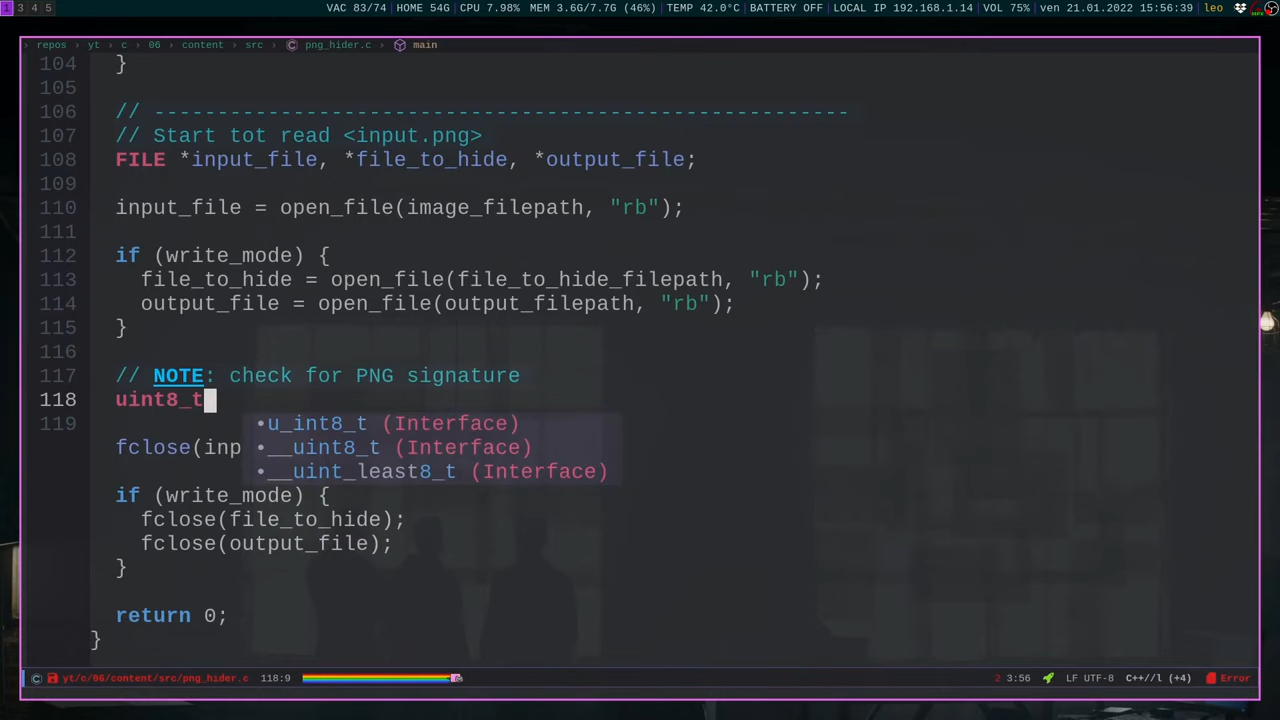 1 3 4 5 VAC 83/74 | HOME 54G | CPU 7.98% MEM 3.6G/7.7G (46%) | TEMP 42.0°C | BATTERY OFF | LOCAL IP 192.168.1.14 | VOL 75% | ven 21.01.2022 15:56:39 | leo
› repos › yt › c › 06 › content › src › png_hider.c › main
104 }
105
106 // -------------------------------------------------------
107 // Start tot read <input.png>
108 FILE *input_file, *file_to_hide, *output_file;
109
110 input_file = open_file(image_filepath, "rb");
111
112 if (write_mode) {
113 file_to_hide = open_file(file_to_hide_filepath, "rb");
114 output_file = open_file(output_filepath, "rb");
115 }
116
117 // NOTE: check for PNG signature
118 uint8_t
119 •u_int8_t (Interface)
fclose(inp •__uint8_t (Interface)
•__uint_least8_t (Interface)
if (write_mode) {
fclose(file_to_hide);
fclose(output_file);
}
return 0;
}
yt/c/06/content/src/png_hider.c 118:9 2 3:56 LF UTF-8 C++//l (+4) Error